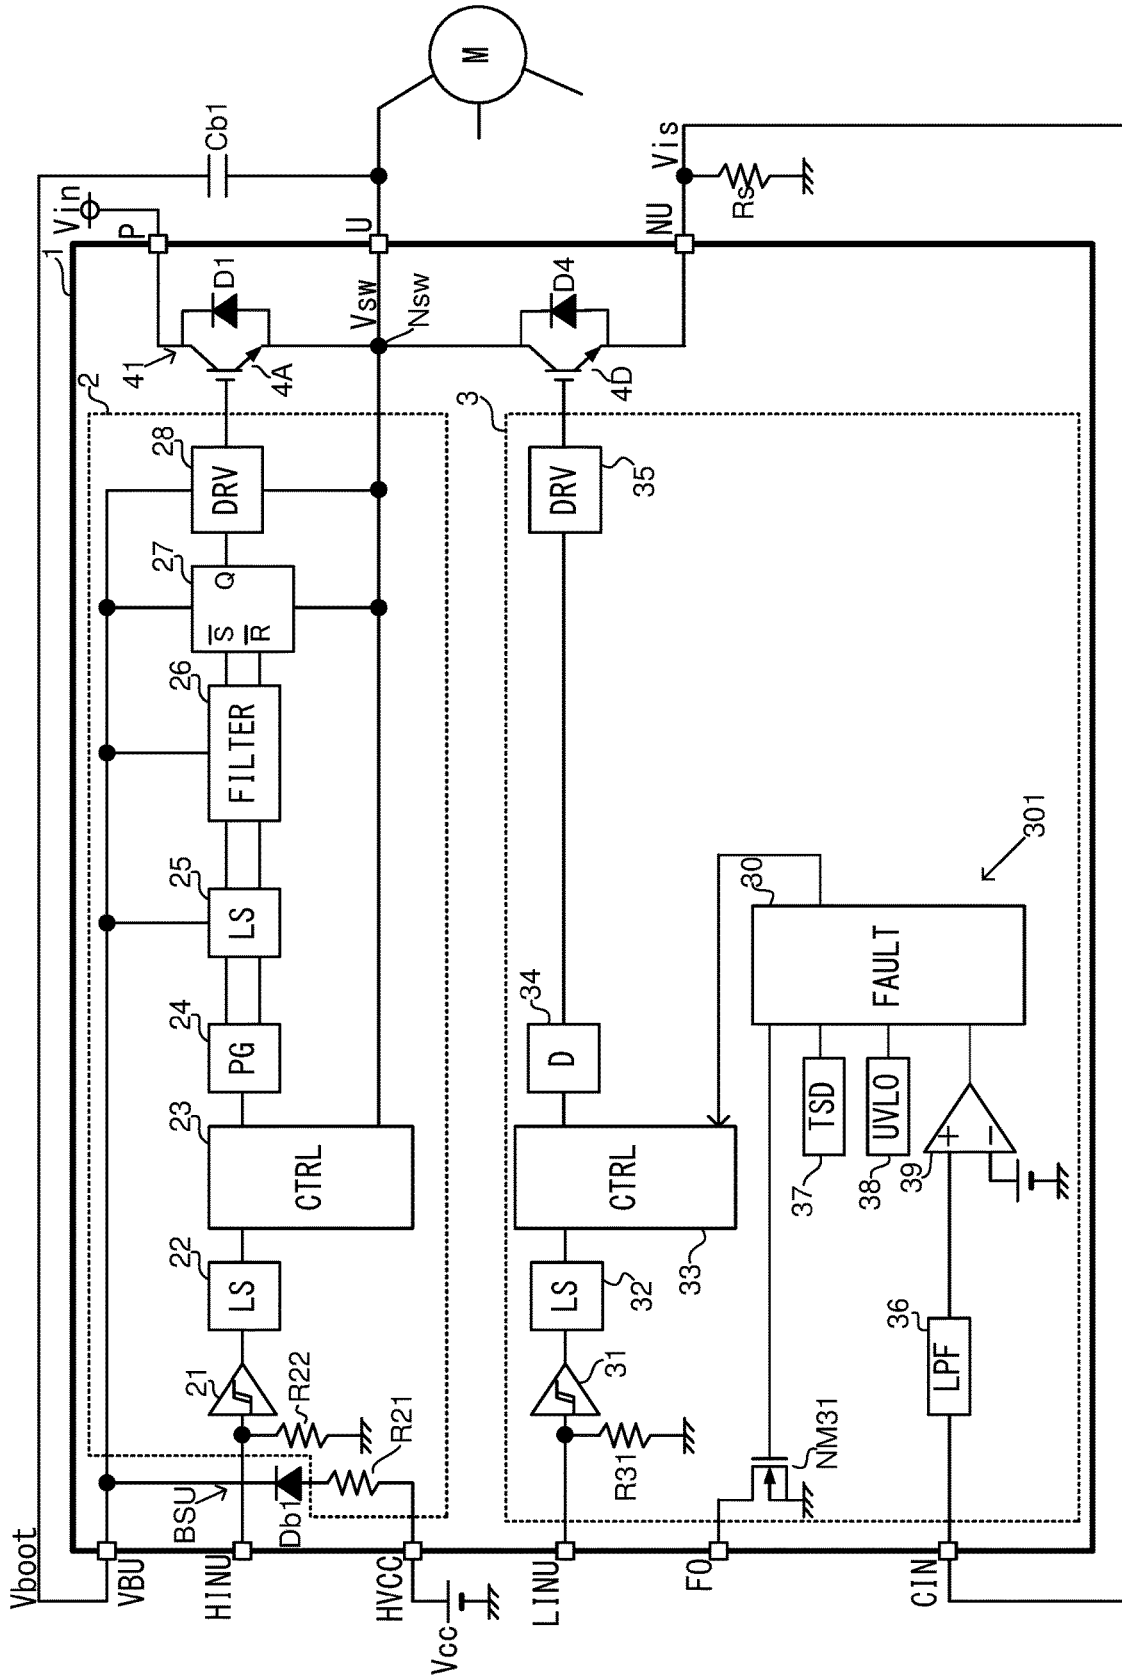 Vboot
VBU
HINU
HVCC
Vcc
LINU
FO
CIN
1
2
BSU
Db1
R21
R22
21
22
LS
23
CTRL
24
PG
25
LS
26
FILTER
27
S
R
Q
28
DRV
41
4A
D1
Vin
P
Cb1
Vsw
Nsw
U
M
3
R31
31
LS
32
CTRL
33
34
D
DRV
35
4D
D4
NU
Vis
Rs
NM31
36
LPF
37
TSD
38
UVLO
39
+
−
30
FAULT
301